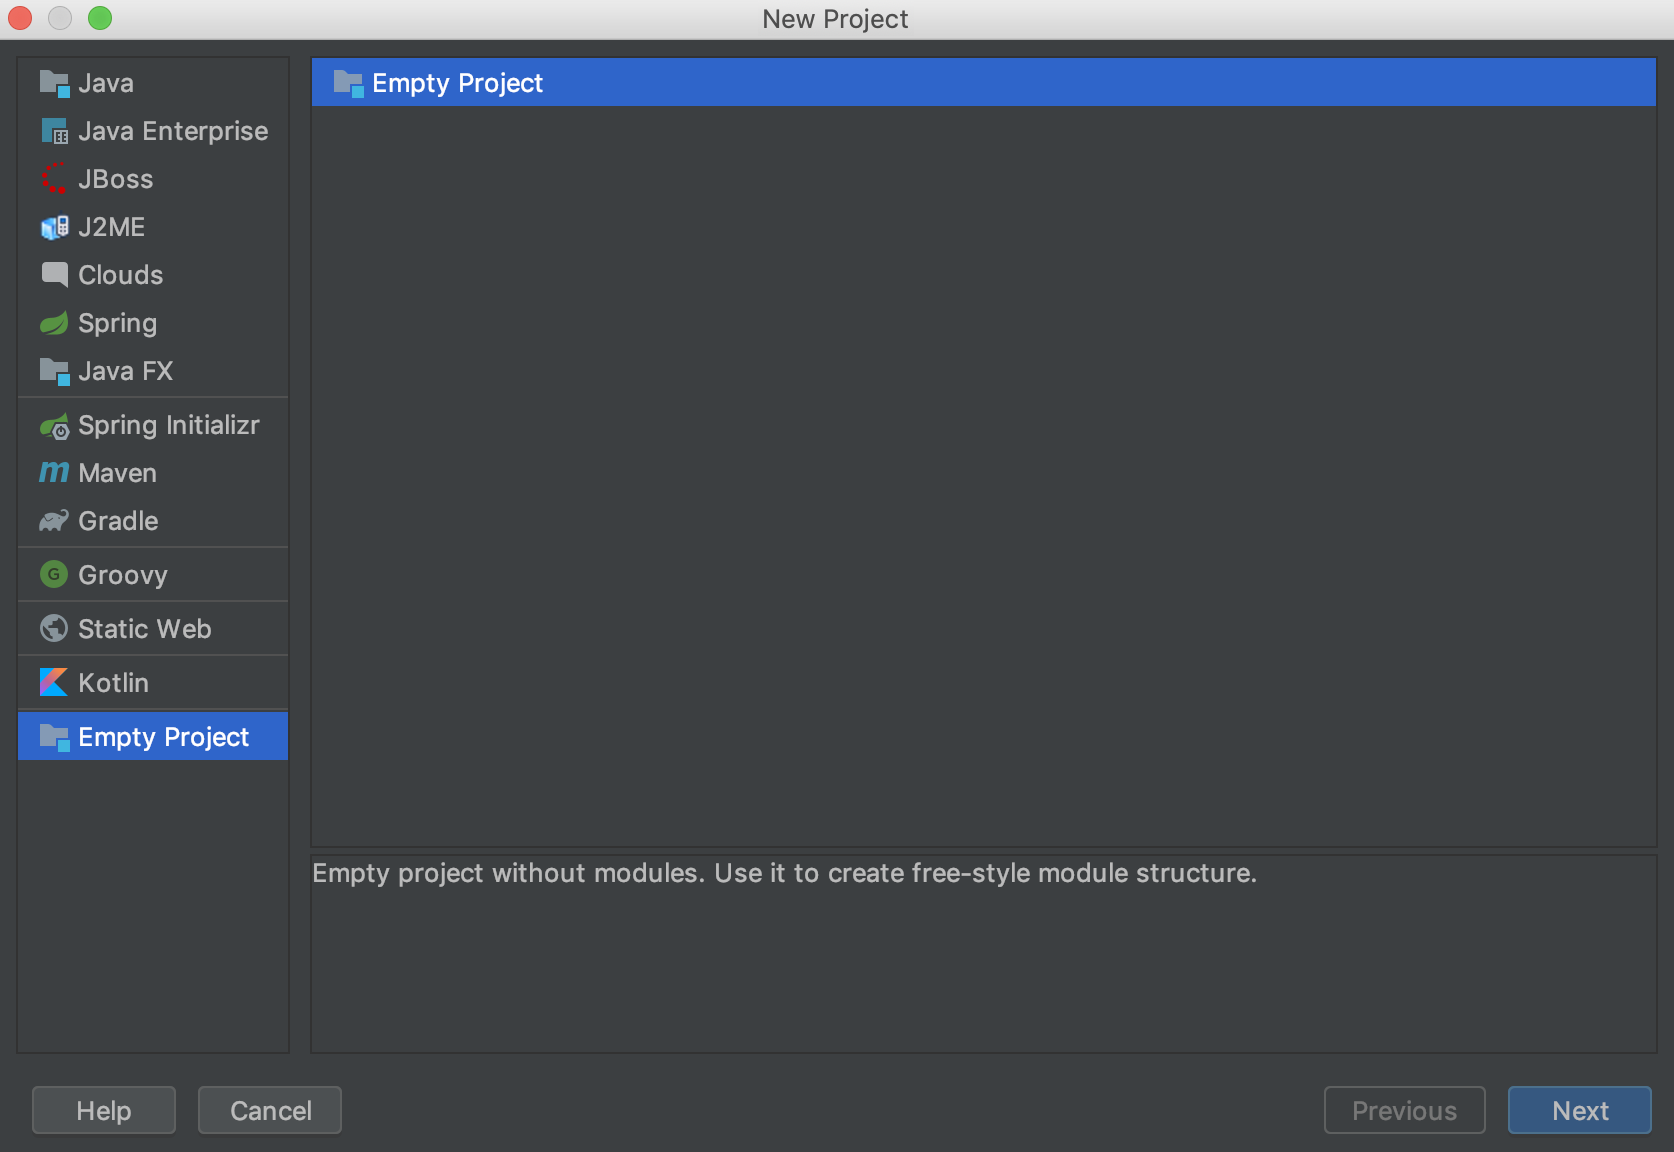 New Project
Java
Java Enterprise
JBoss
J2ME
Clouds
Spring
Java FX
Spring Initializr
Maven
Gradle
Groovy
Static Web
Kotlin
Empty Project
Empty Project
Empty project without modules. Use it to create free-style module structure.
Help
Cancel
Previous
Next